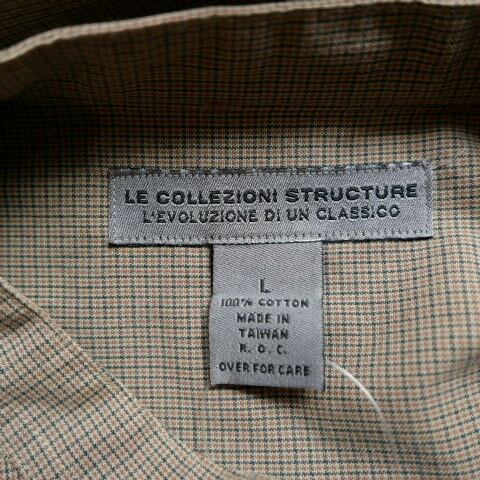 LE COLLEZIONI STRUCTURE
L'EVOLUZIONE DI UN CLASSICO
L
100% COTTON
MADE IN
TAIWAN
R. O. C.
OVER FOR CARE